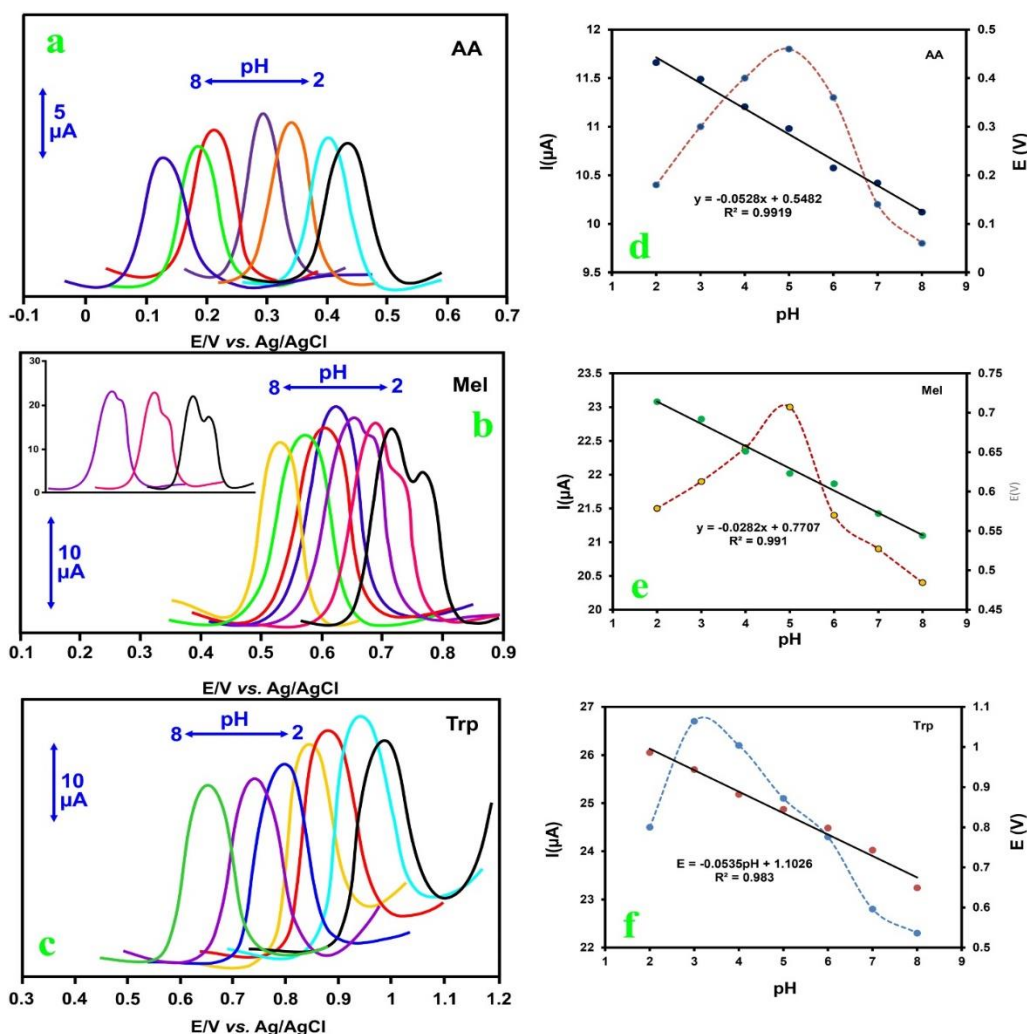 a
AA
pH
8 2
5
µA
-0.1 0 0.1 0.2 0.3 0.4 0.5 0.6 0.7
E/V vs. Ag/AgCl
AA
12
11.5
11
10.5
10
9.5
I(µA)
0.5
0.4
0.3
0.2
0.1
0
E (V)
y = -0.0528x + 0.5482
R² = 0.9919
d
1 2 3 4 5 6 7 8 9
pH
30
20
10
0
pH
8 2
Mel
b
10
µA
0.1 0.2 0.3 0.4 0.5 0.6 0.7 0.8 0.9
E/V vs. Ag/AgCl
Mel
23.5
23
22.5
22
21.5
21
20.5
20
I(µA)
0.75
0.7
0.65
0.6
0.55
0.5
0.45
E(V)
y = -0.0282x + 0.7707
R² = 0.991
e
1 2 3 4 5 6 7 8 9
pH
pH
8 2
Trp
10
µA
c
0.3 0.4 0.5 0.6 0.7 0.8 0.9 1 1.1 1.2
E/V vs. Ag/AgCl
Trp
27
26
25
24
23
22
I(µA)
1.1
1
0.9
0.8
0.7
0.6
0.5
E (V)
E = -0.0535pH + 1.1026
R² = 0.983
f
1 2 3 4 5 6 7 8 9
pH